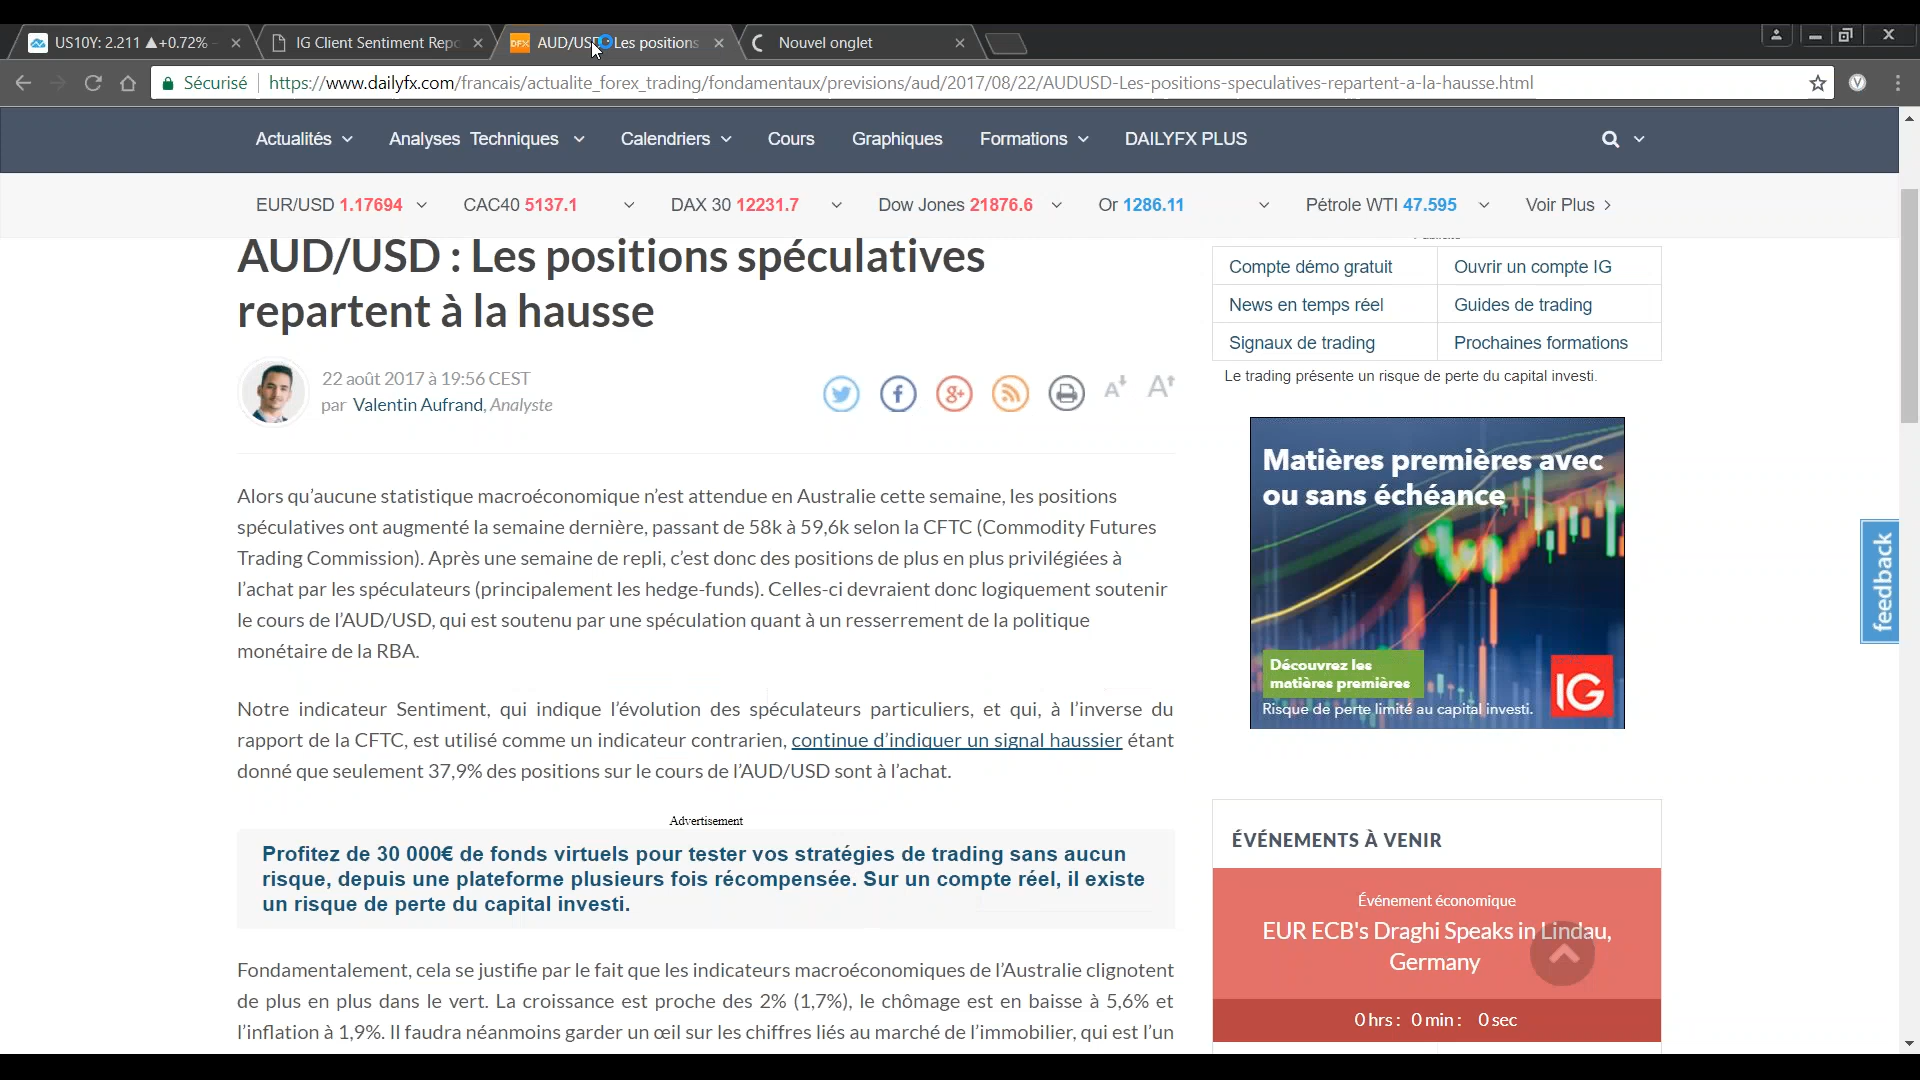 US10Y: 2.211 ▲+0.72%
IG Client Sentiment Repo
DFX AUD/USD Les positions
Nouvel onglet
Sécurisé https://www.dailyfx.com/francais/actualite_forex_trading/fondamentaux/previsions/aud/2017/08/22/AUDUSD-Les-positions-speculatives-repartent-a-la-hausse.html
Actualités Analyses Techniques Calendriers Cours Graphiques Formations DAILYFX PLUS
EUR/USD 1.17694 CAC40 5137.1 DAX 30 12231.7 Dow Jones 21876.6 Or 1286.11 Pétrole WTI 47.595 Voir Plus
AUD/USD : Les positions spéculatives
repartent à la hausse
22 août 2017 à 19:56 CEST
par Valentin Aufrand, Analyste
Alors qu'aucune statistique macroéconomique n'est attendue en Australie cette semaine, les positions
spéculatives ont augmenté la semaine dernière, passant de 58k à 59,6k selon la CFTC (Commodity Futures
Trading Commission). Après une semaine de repli, c'est donc des positions de plus en plus privilégiées à
l'achat par les spéculateurs (principalement les hedge-funds). Celles-ci devraient donc logiquement soutenir
le cours de l'AUD/USD, qui est soutenu par une spéculation quant à un resserrement de la politique
monétaire de la RBA.
Notre indicateur Sentiment, qui indique l'évolution des spéculateurs particuliers, et qui, à l'inverse du
rapport de la CFTC, est utilisé comme un indicateur contrarien, continue d'indiquer un signal haussier étant
donné que seulement 37,9% des positions sur le cours de l'AUD/USD sont à l'achat.
Advertisement
Profitez de 30 000€ de fonds virtuels pour tester vos stratégies de trading sans aucun
risque, depuis une plateforme plusieurs fois récompensée. Sur un compte réel, il existe
un risque de perte du capital investi.
Fondamentalement, cela se justifie par le fait que les indicateurs macroéconomiques de l'Australie clignotent
de plus en plus dans le vert. La croissance est proche des 2% (1,7%), le chômage est en baisse à 5,6% et
l'inflation à 1,9%. Il faudra néanmoins garder un œil sur les chiffres liés au marché de l'immobilier, qui est l'un
Compte démo gratuit Ouvrir un compte IG
News en temps réel Guides de trading
Signaux de trading Prochaines formations
Le trading présente un risque de perte du capital investi.
Matières premières avec
ou sans échéance
Découvrez les
matières premières
IG
Risque de perte limité au capital investi.
feedback
ÉVÉNEMENTS À VENIR
Événement économique
EUR ECB's Draghi Speaks in Lindau,
Germany
0 hrs : 0 min : 0 sec